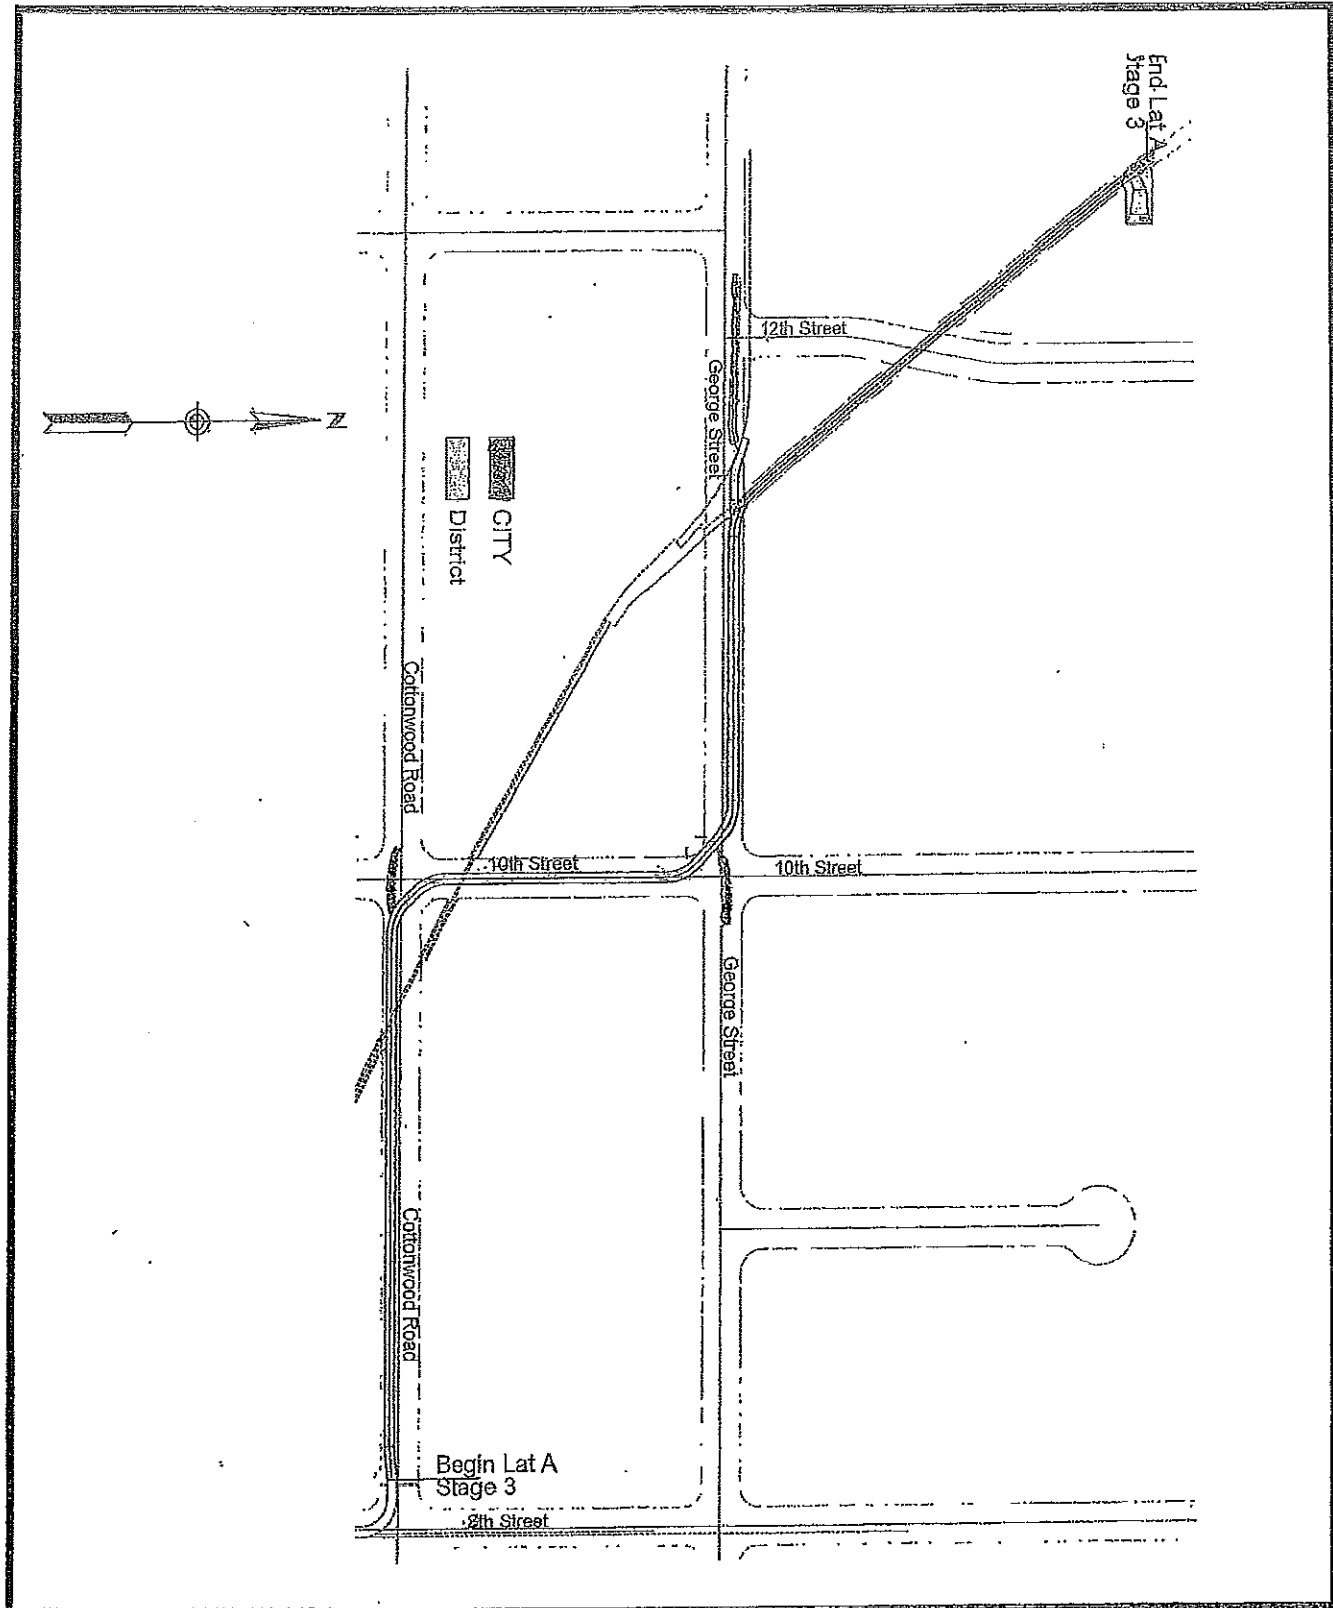 End Lat A
Stage 3
12th Street
George Street
N
CITY
District
Cottonwood Road
10th Street
10th Street
George Street
Cottonwood Road
Begin Lat A
Stage 3
8th Street